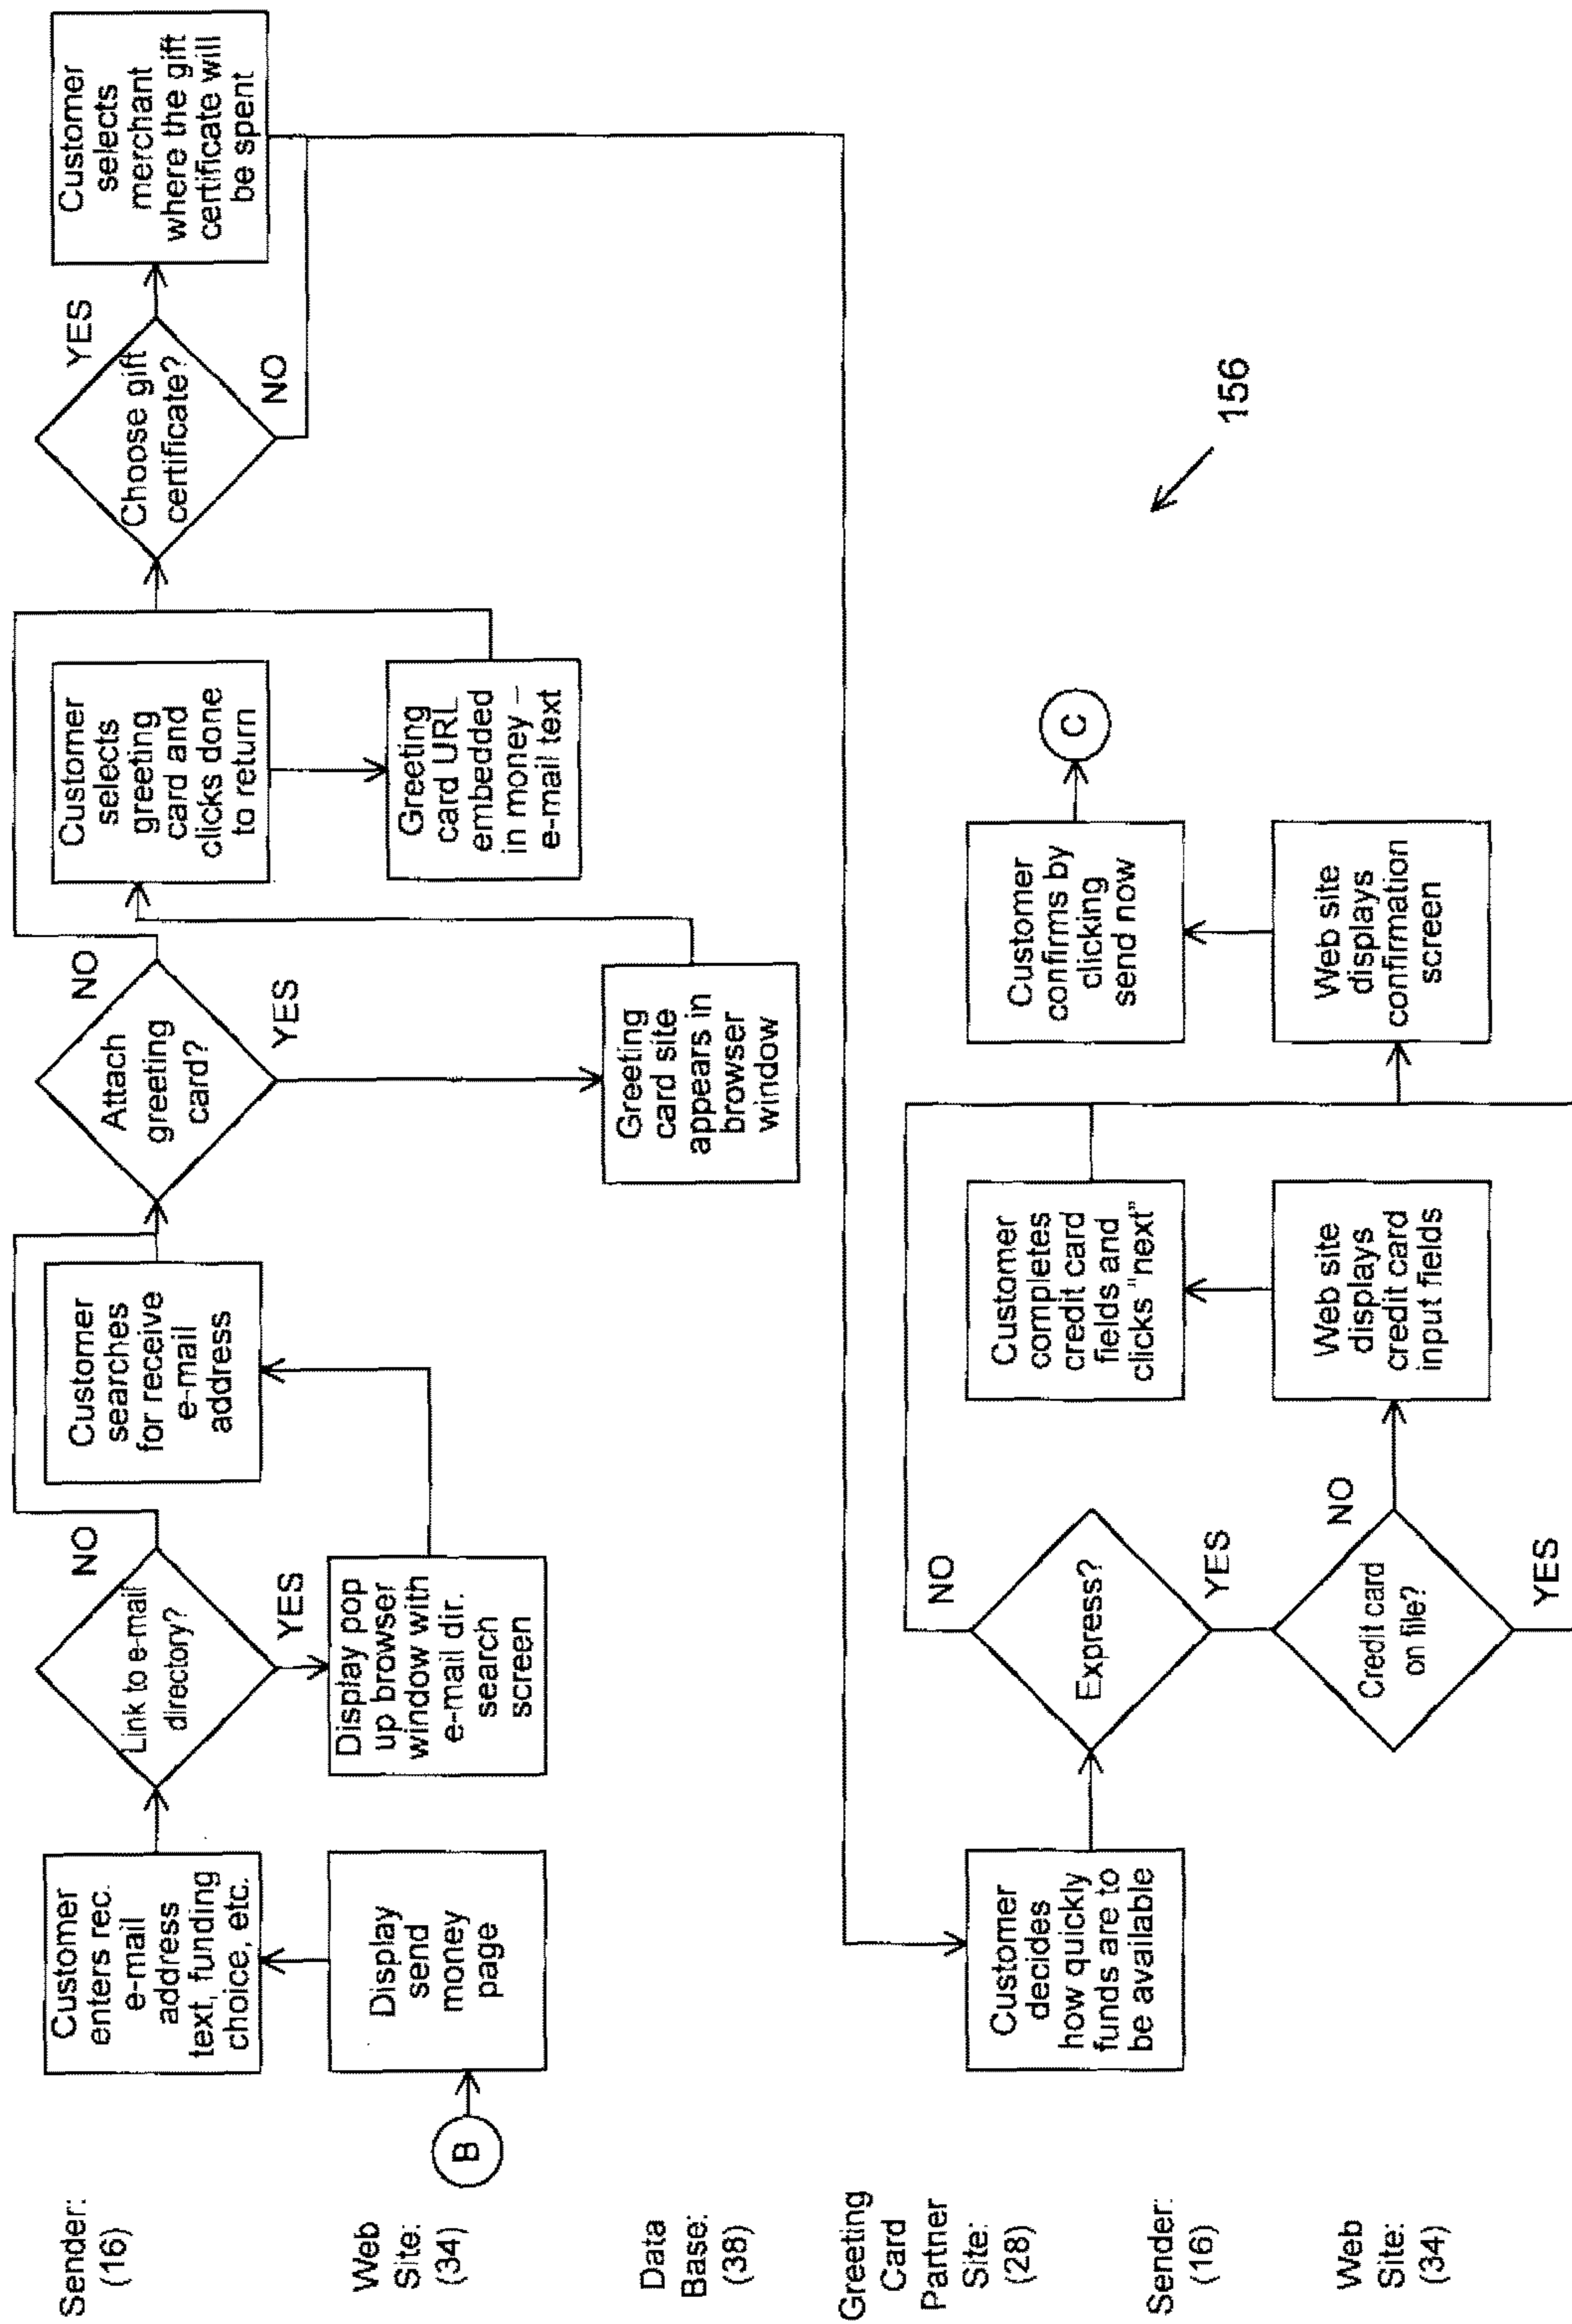 Sender:
(16)
Customer
enters rec.
e-mail
address
text, funding
choice, etc.
Link to e-mail
directory?
NO
YES
Customer
searches
for receive
e-mail
address
Attach
greeting
card?
NO
YES
Customer
selects
greeting
card and
clicks done
to return
Choose gift
certificate?
YES
NO
Customer
selects
merchant
where the gift
certificate will
be spent
Web
Site:
(34)
B
Display
send
money
page
Display pop
up browser
window with
e-mail dir.
search
screen
Greeting
card URL
embedded
in money –
e-mail text
Data
Base:
(38)
Greeting
card site
appears in
browser
window
Greeting
Card
Partner
Site:
(28)
Sender:
(16)
Customer
decides
how quickly
funds are to
be available
Express?
NO
YES
Customer
completes
credit card
fields and
clicks "next"
Customer
confirms by
clicking
send now
C
156
Web
Site:
(34)
Credit card
on file?
NO
YES
Web site
displays
credit card
input fields
Web site
displays
confirmation
screen